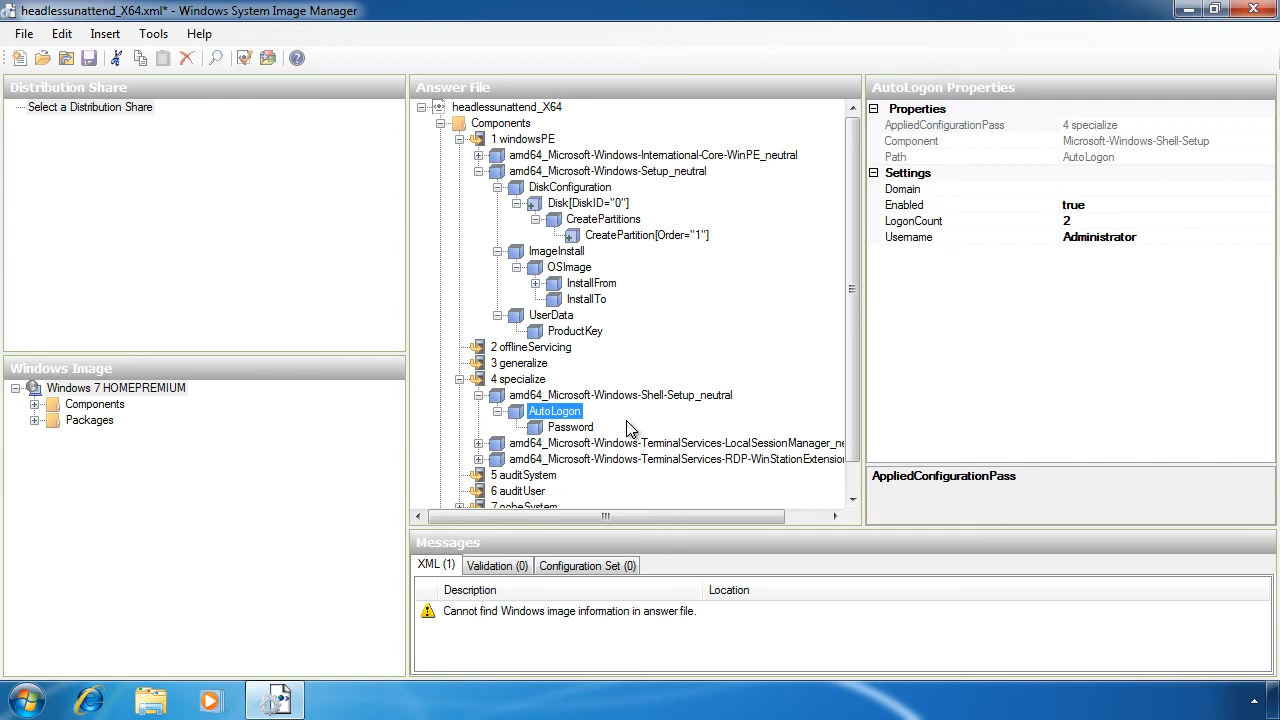 headlessunattend_X64.xml* - Windows System Image Manager
File Edit Insert Tools Help
Distribution Share
Select a Distribution Share
Windows Image
Windows 7 HOMEPREMIUM
Components
Packages
Answer File
headlessunattend_X64
Components
1 windowsPE
amd64_Microsoft-Windows-International-Core-WinPE_neutral
amd64_Microsoft-Windows-Setup_neutral
DiskConfiguration
Disk[DiskID="0"]
CreatePartitions
CreatePartition[Order="1"]
ImageInstall
OSImage
InstallFrom
InstallTo
UserData
ProductKey
2 offlineServicing
3 generalize
4 specialize
amd64_Microsoft-Windows-Shell-Setup_neutral
AutoLogon
Password
amd64_Microsoft-Windows-TerminalServices-LocalSessionManager_ne
amd64_Microsoft-Windows-TerminalServices-RDP-WinStationExtension
5 auditSystem
6 auditUser
7 oobeSystem
AutoLogon Properties
Properties
AppliedConfigurationPass 4 specialize
Component Microsoft-Windows-Shell-Setup
Path AutoLogon
Settings
Domain
Enabled true
LogonCount 2
Username Administrator
AppliedConfigurationPass
Messages
XML (1) Validation (0) Configuration Set (0)
Description Location
Cannot find Windows image information in answer file.